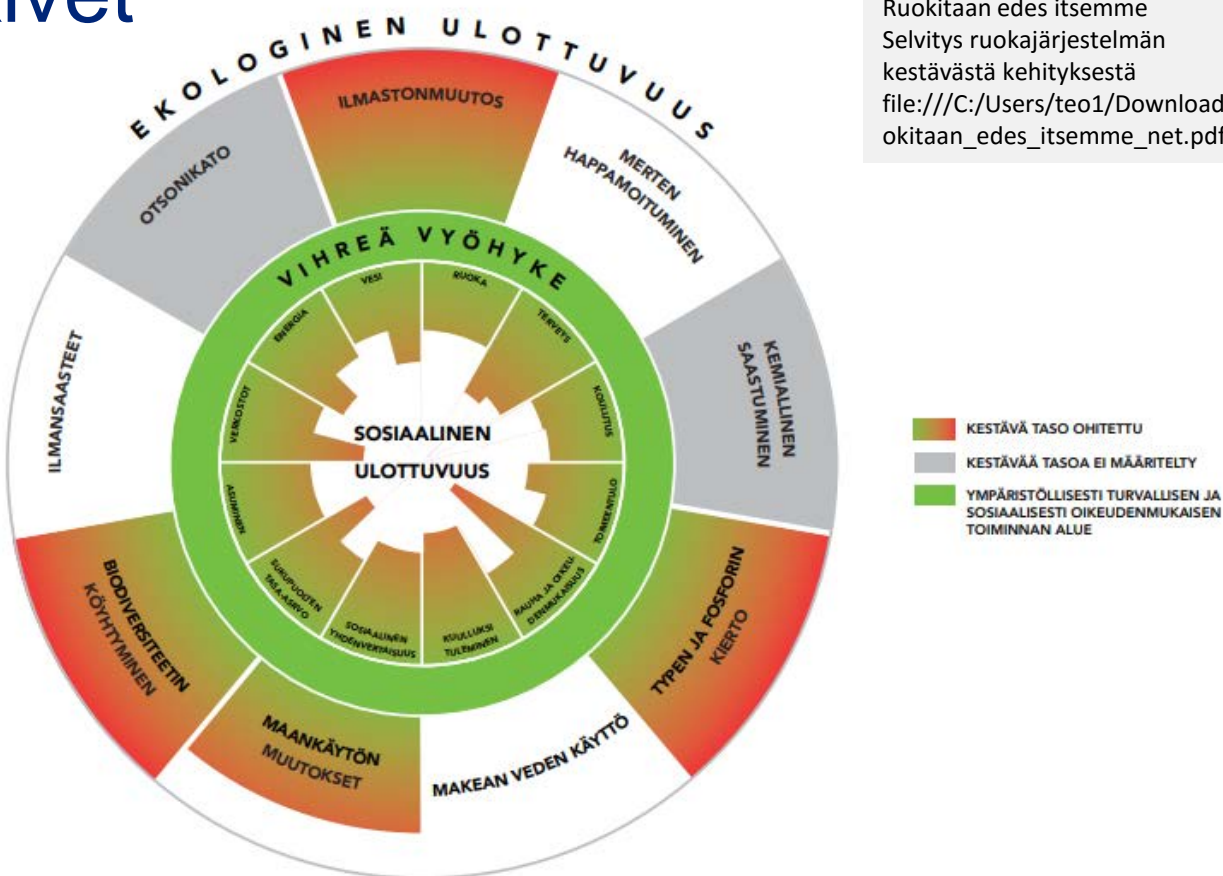 Ruokitaan edes itsemme
Selvitys ruokajärjestelmän
kestävästä kehityksestä
file:///C:/Users/teo1/Download
okitaan_edes_itsemme_net.pdf
EKOLOGINEN ULOTTUVUUS
ILMASTONMUUTOS
MERTEN
HAPPAMOITUMINEN
KEMIALLINEN
SAASTUMINEN
TYPEN JA FOSFORIN
KIERTO
MAKEAN VEDEN KÄYTTÖ
MAANKÄYTÖN
MUUTOKSET
BIODIVERSITEETIN
KÖYHTYMINEN
ILMANSAASTEET
OTSONIKATO
VIHREÄ VYÖHYKE
VESI
RUOKA
TERVEYS
KOULUTUS
TOIMEENTULO
RAUHA JA OIKEU-
DENMUKAISUUS
KUULLUKSI
TULEMINEN
SOSIAALINEN
YHDENVERTAISUUS
SUKUPUOLTEN
TASA-ARVO
ASUMINEN
VERKOSTOT
ENERGIA
SOSIAALINEN
ULOTTUVUUS
KESTÄVÄ TASO OHITETTU
KESTÄVÄÄ TASOA EI MÄÄRITELTY
YMPÄRISTÖLLISESTI TURVALLISEN JA
SOSIAALISESTI OIKEUDENMUKAISEN
TOIMINNAN ALUE